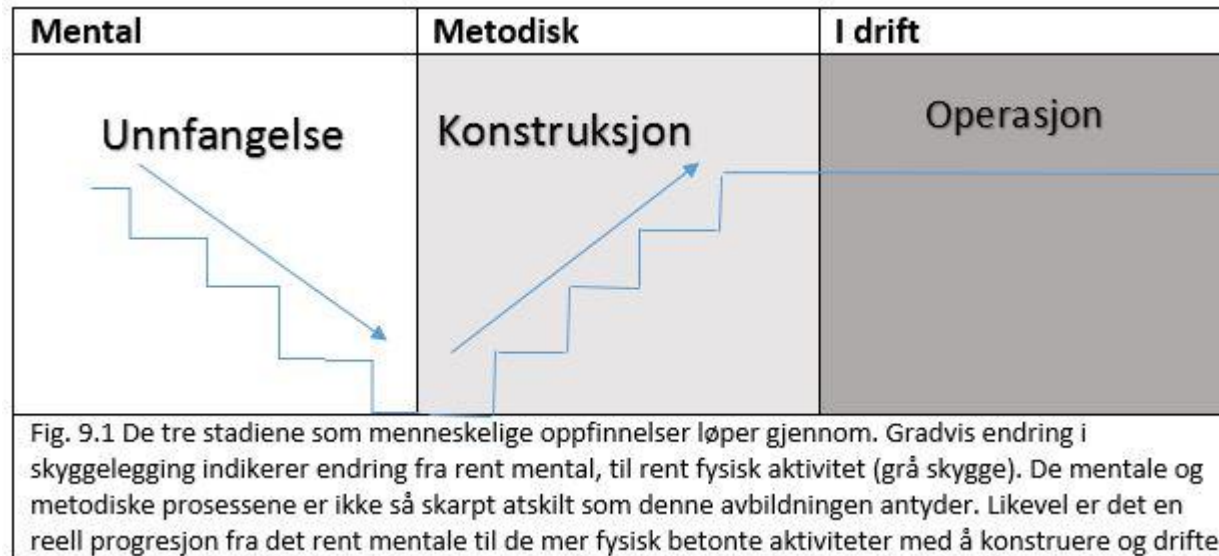 Mental Metodisk I drift
Unnfangelse Konstruksjon Operasjon
Fig. 9.1 De tre stadiene som menneskelige oppfinnelser løper gjennom. Gradvis endring i
skyggelegging indikerer endring fra rent mental, til rent fysisk aktivitet (grå skygge). De mentale og
metodiske prosessene er ikke så skarpt atskilt som denne avbildningen antyder. Likevel er det en
reell progresjon fra det rent mentale til de mer fysisk betonte aktiviteter med å konstruere og drifte